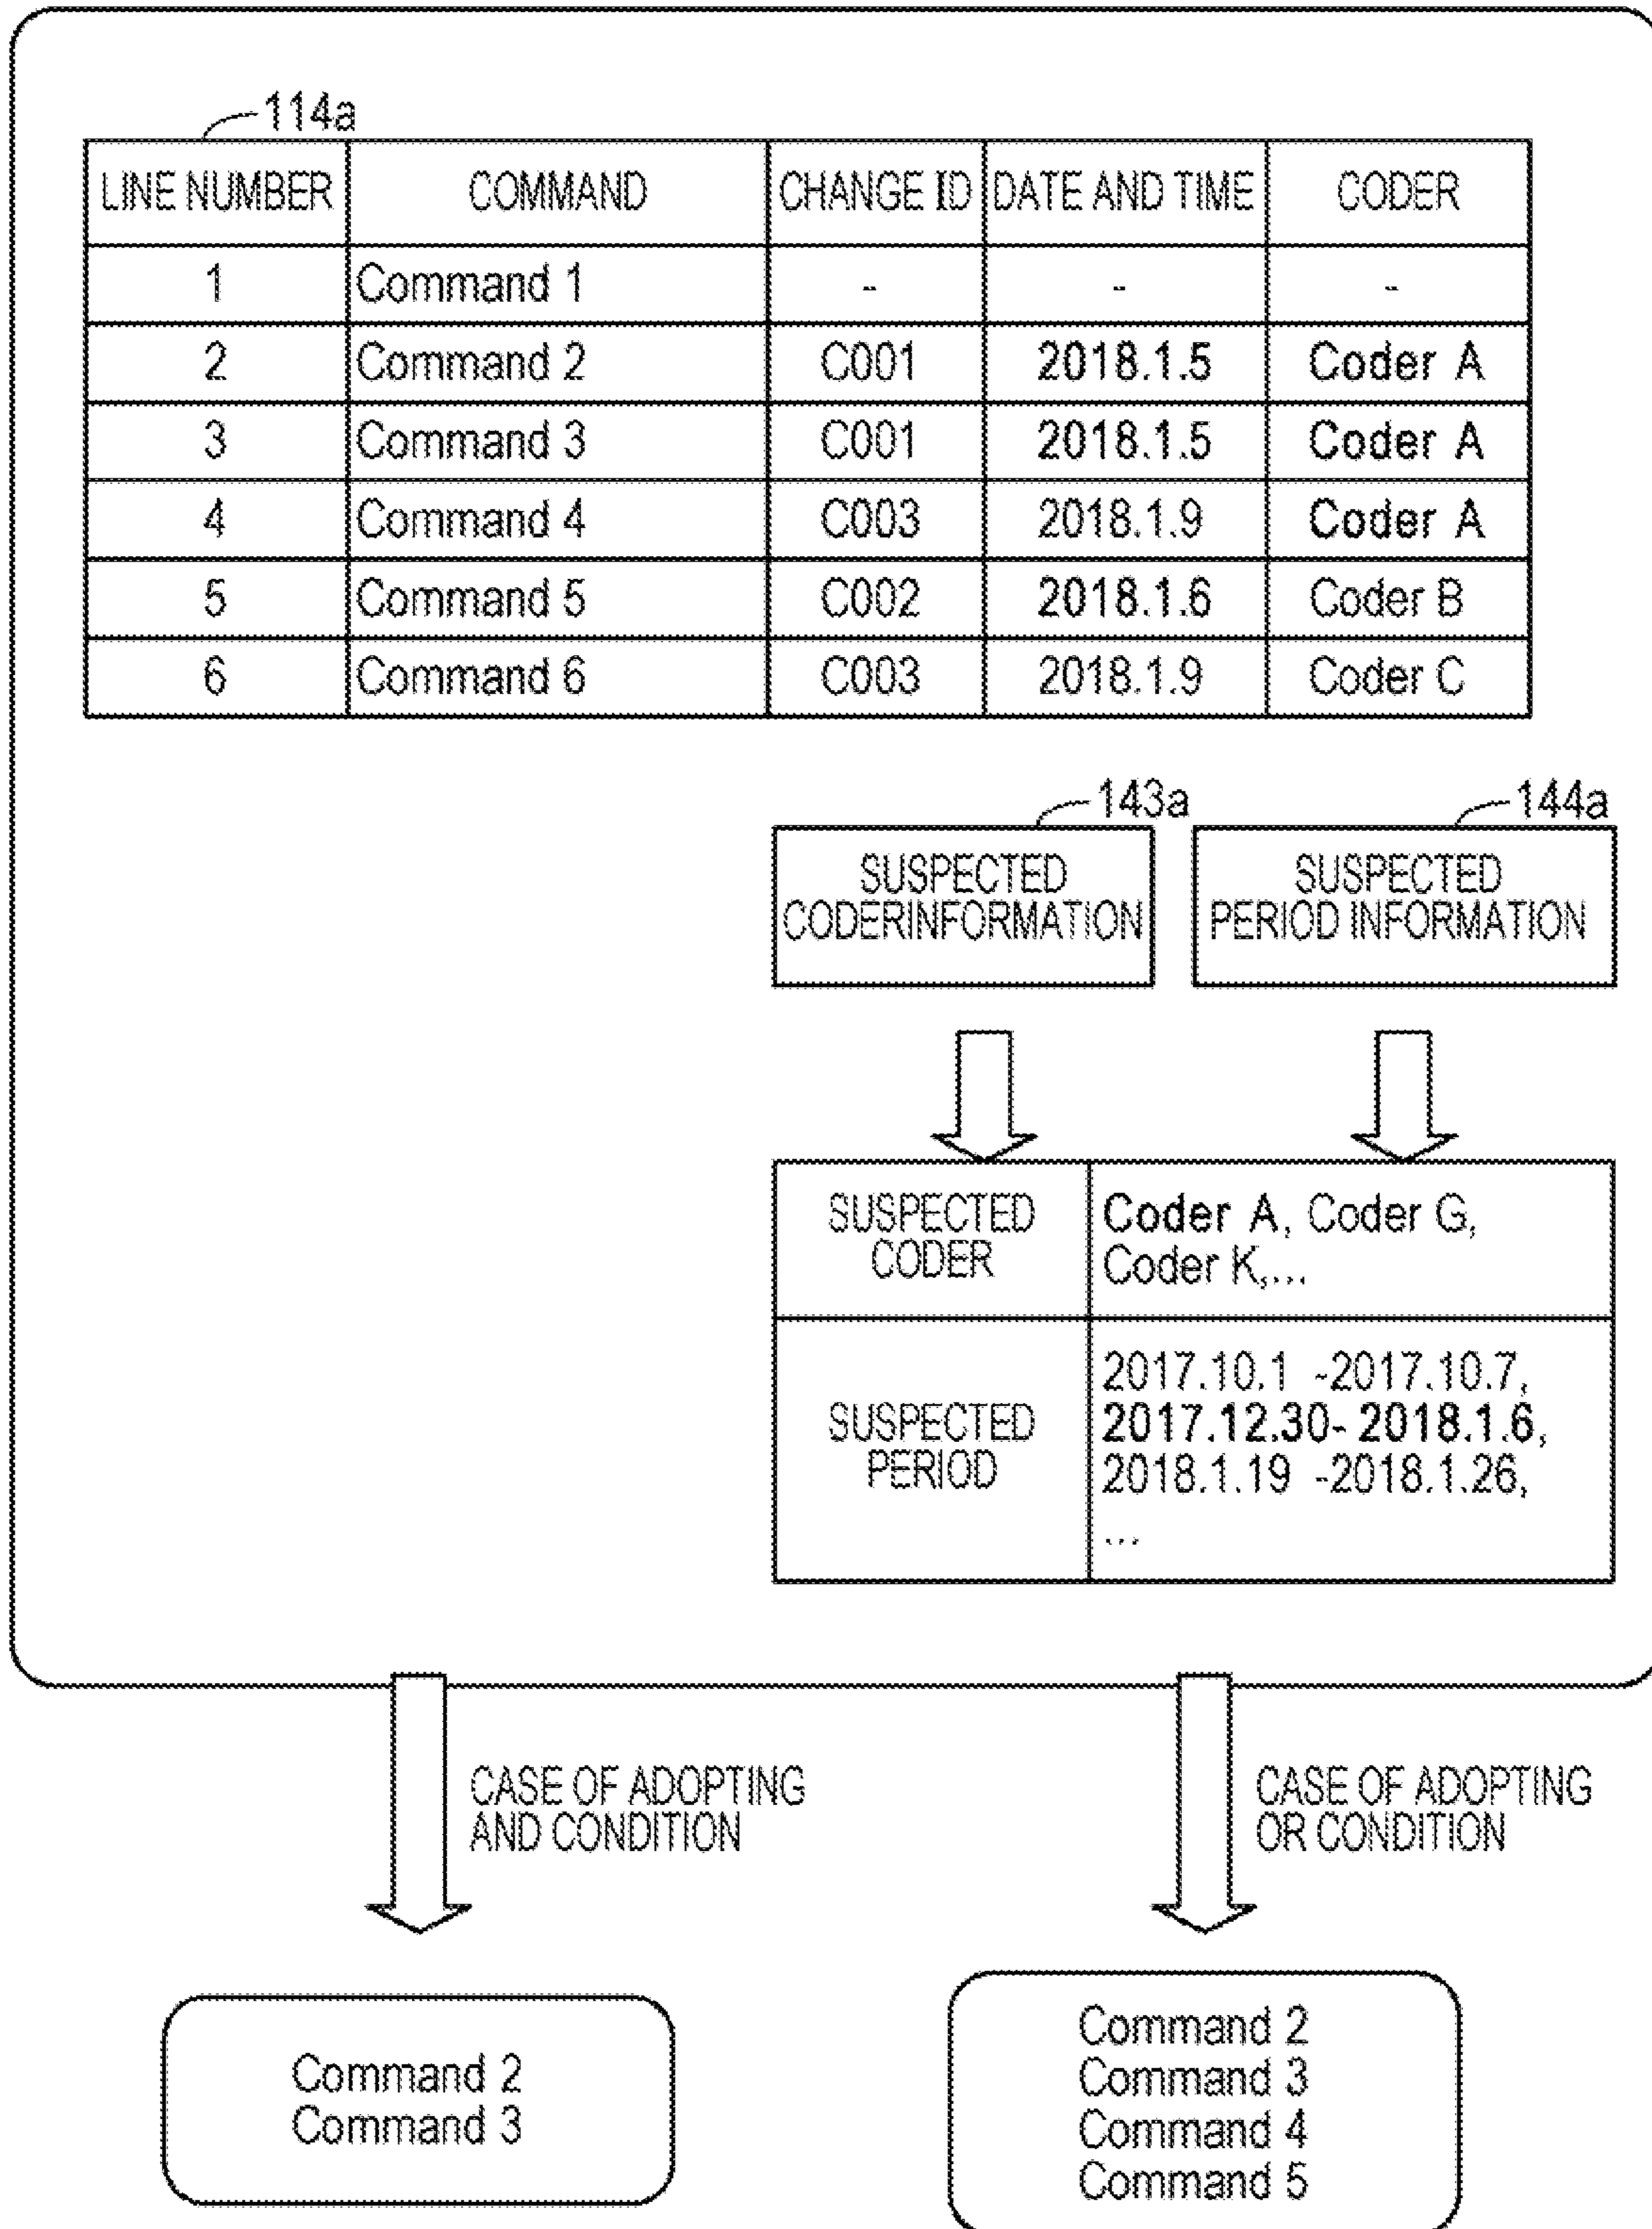 114a
LINE NUMBER COMMAND CHANGE ID DATE AND TIME CODER
1 Command 1 - - -
2 Command 2 C001 2018.1.5 Coder A
3 Command 3 C001 2018.1.5 Coder A
4 Command 4 C003 2018.1.9 Coder A
5 Command 5 C002 2018.1.6 Coder B
6 Command 6 C003 2018.1.9 Coder C
143a 144a
SUSPECTED
CODERINFORMATION
SUSPECTED
PERIOD INFORMATION
SUSPECTED
CODER
Coder A, Coder G,
Coder K,...
SUSPECTED
PERIOD
2017.10.1 -2017.10.7,
2017.12.30- 2018.1.6,
2018.1.19 -2018.1.26,
...
CASE OF ADOPTING
AND CONDITION
CASE OF ADOPTING
OR CONDITION
Command 2
Command 3
Command 2
Command 3
Command 4
Command 5